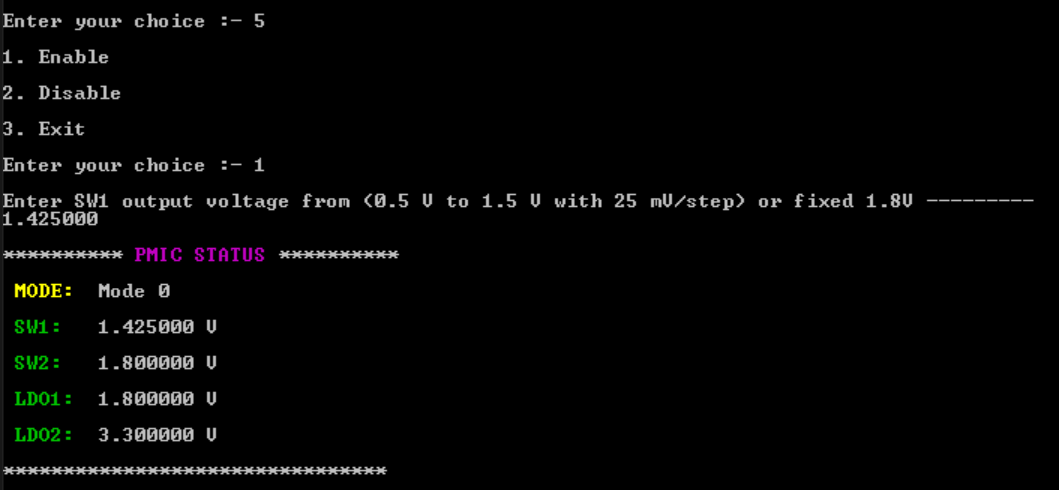 Enter your choice :- 5
1. Enable
2. Disable
3. Exit
Enter your choice :- 1
Enter SW1 output voltage from (0.5 V to 1.5 V with 25 mV/step) or fixed 1.8V ---------
1.425000
********** PMIC STATUS **********
MODE: Mode 0
SW1: 1.425000 V
SW2: 1.800000 V
LDO1: 1.800000 V
LDO2: 3.300000 V
********************************